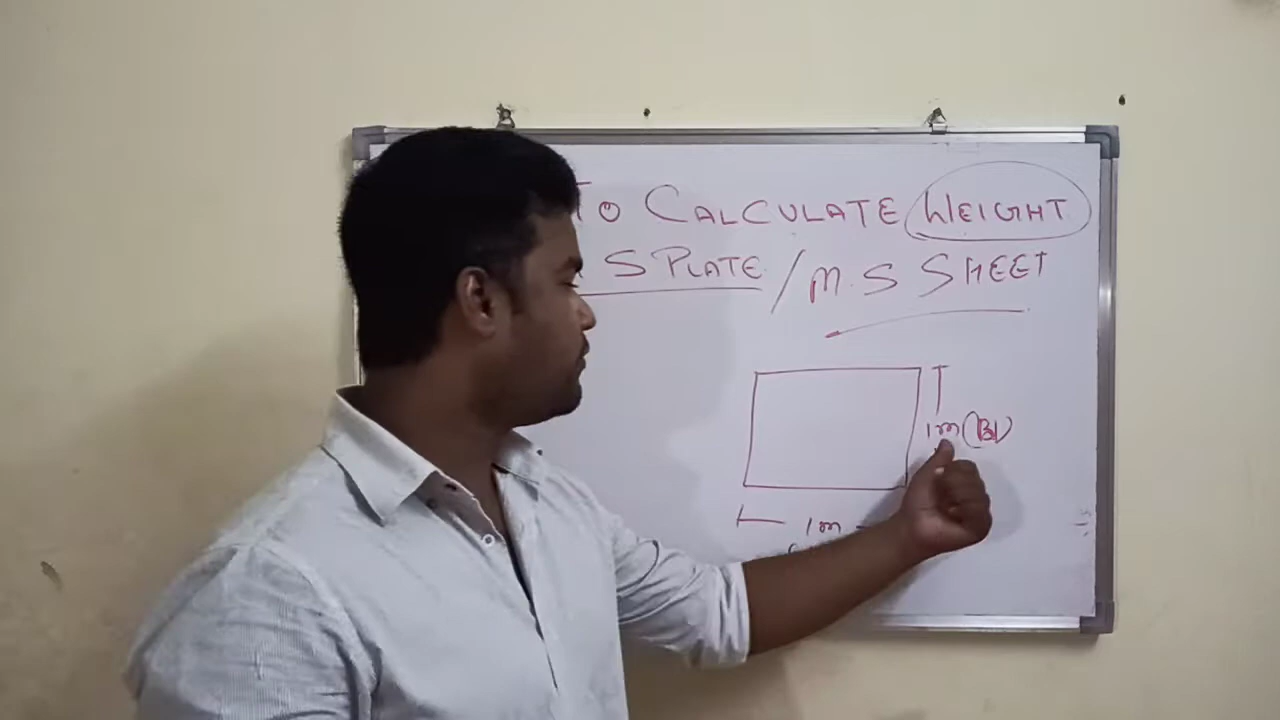 TO CALCULATE WEIGHT
S PLATE / M.S SHEET
1m (B)
1m